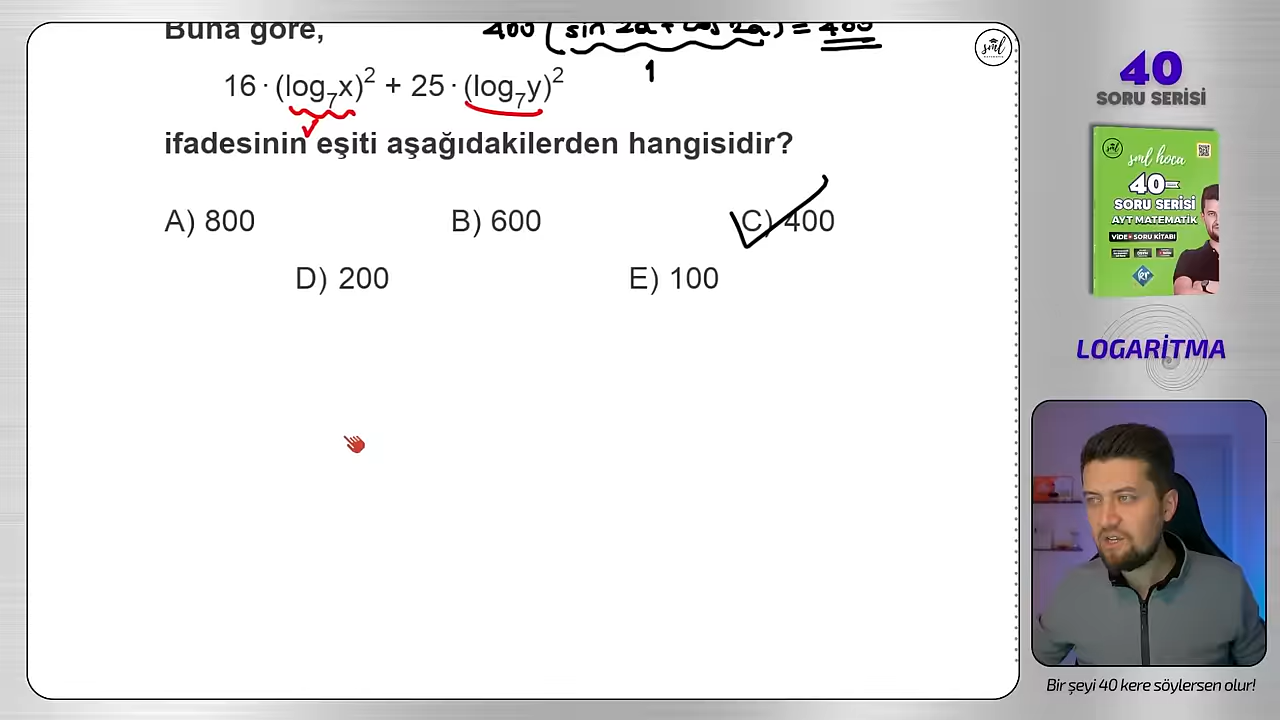 Buna göre,
400 (sin 2a + cos 2a) = 400
1
16 · (log₇x)² + 25 · (log₇y)²
ifadesinin eşiti aşağıdakilerden hangisidir?
A) 800 B) 600 C) 400
D) 200 E) 100
sml
40
SORU SERİSİ
sml hoca
40
SORU SERİSİ
AYT MATEMATİK
VİDEO SORU KİTABI
LOGARİTMA
Bir şeyi 40 kere söylersen olur!